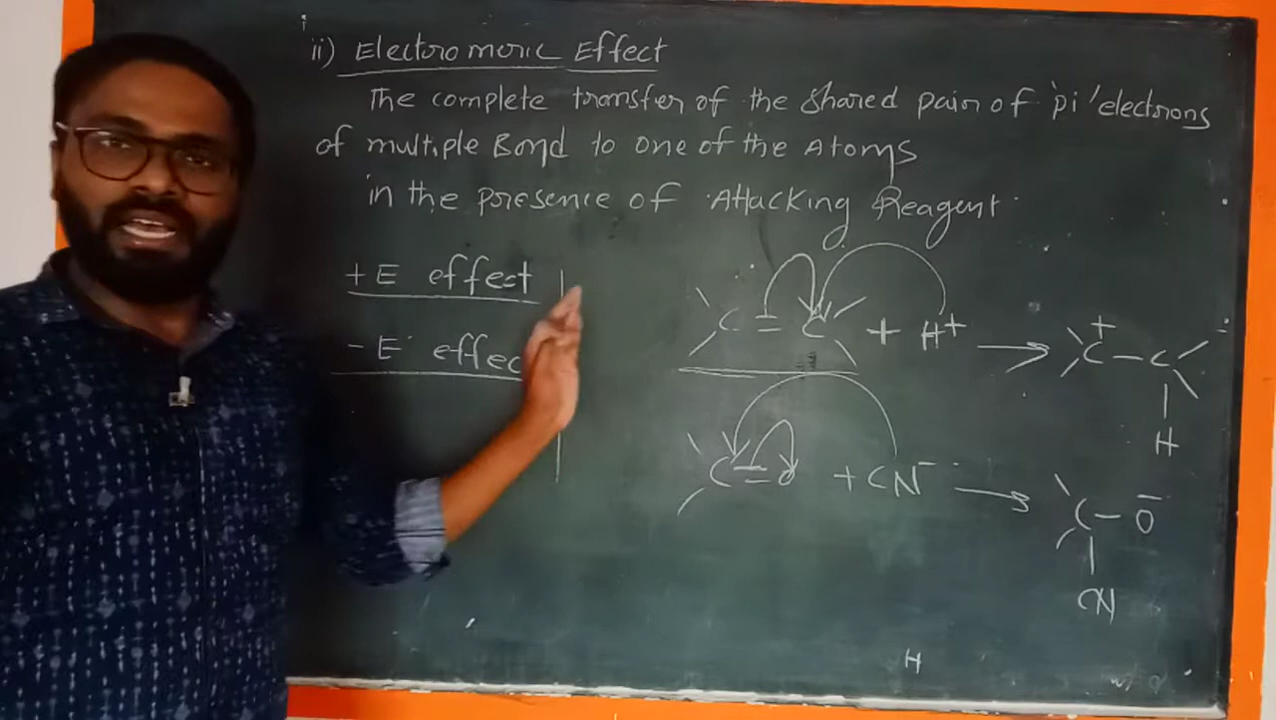 ii) Electromeric Effect
The complete transfer of the shared pair of 'pi' electrons
of multiple Bond to one of the Atoms
in the presence of Attacking Reagent.
+E effect
-E effec
C = C + H+ → +C - C
H
C = O + CN- → C - O-
CN
H